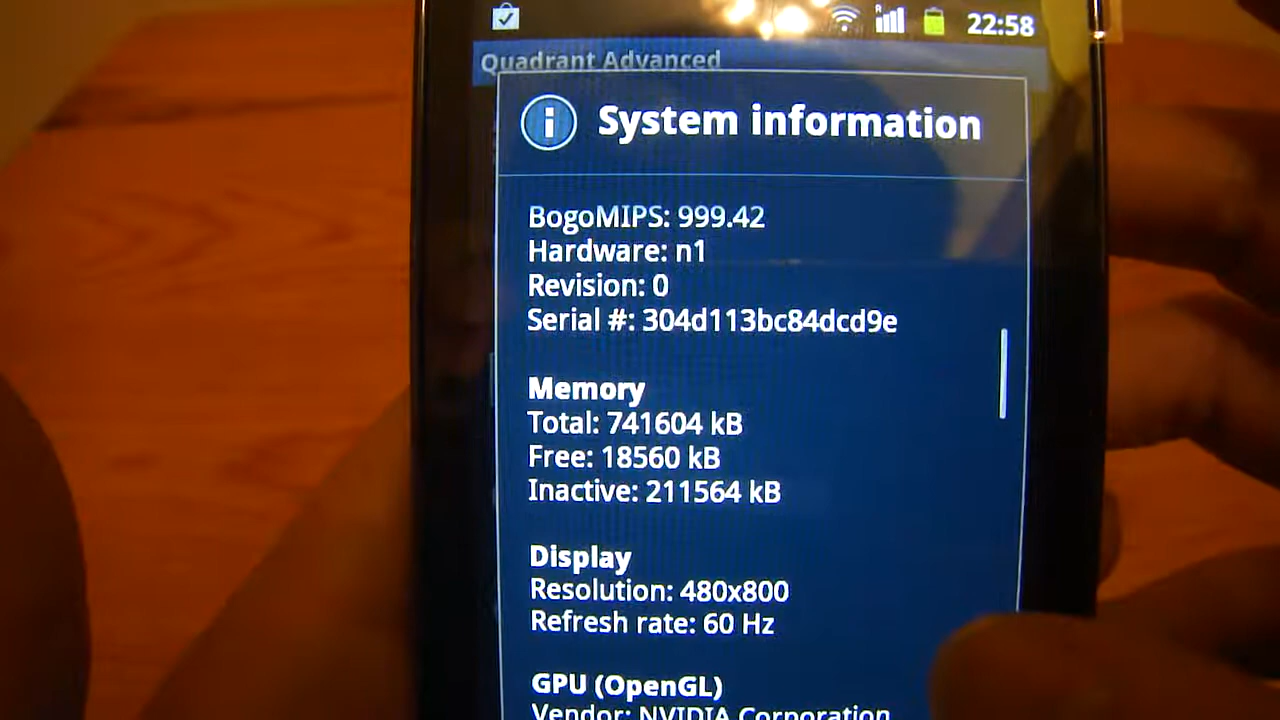 R
22:58
Quadrant Advanced
i System information
BogoMIPS: 999.42
Hardware: n1
Revision: 0
Serial #: 304d113bc84dcd9e
Memory
Total: 741604 kB
Free: 18560 kB
Inactive: 211564 kB
Display
Resolution: 480x800
Refresh rate: 60 Hz
GPU (OpenGL)
Vendor: NVIDIA Corporation